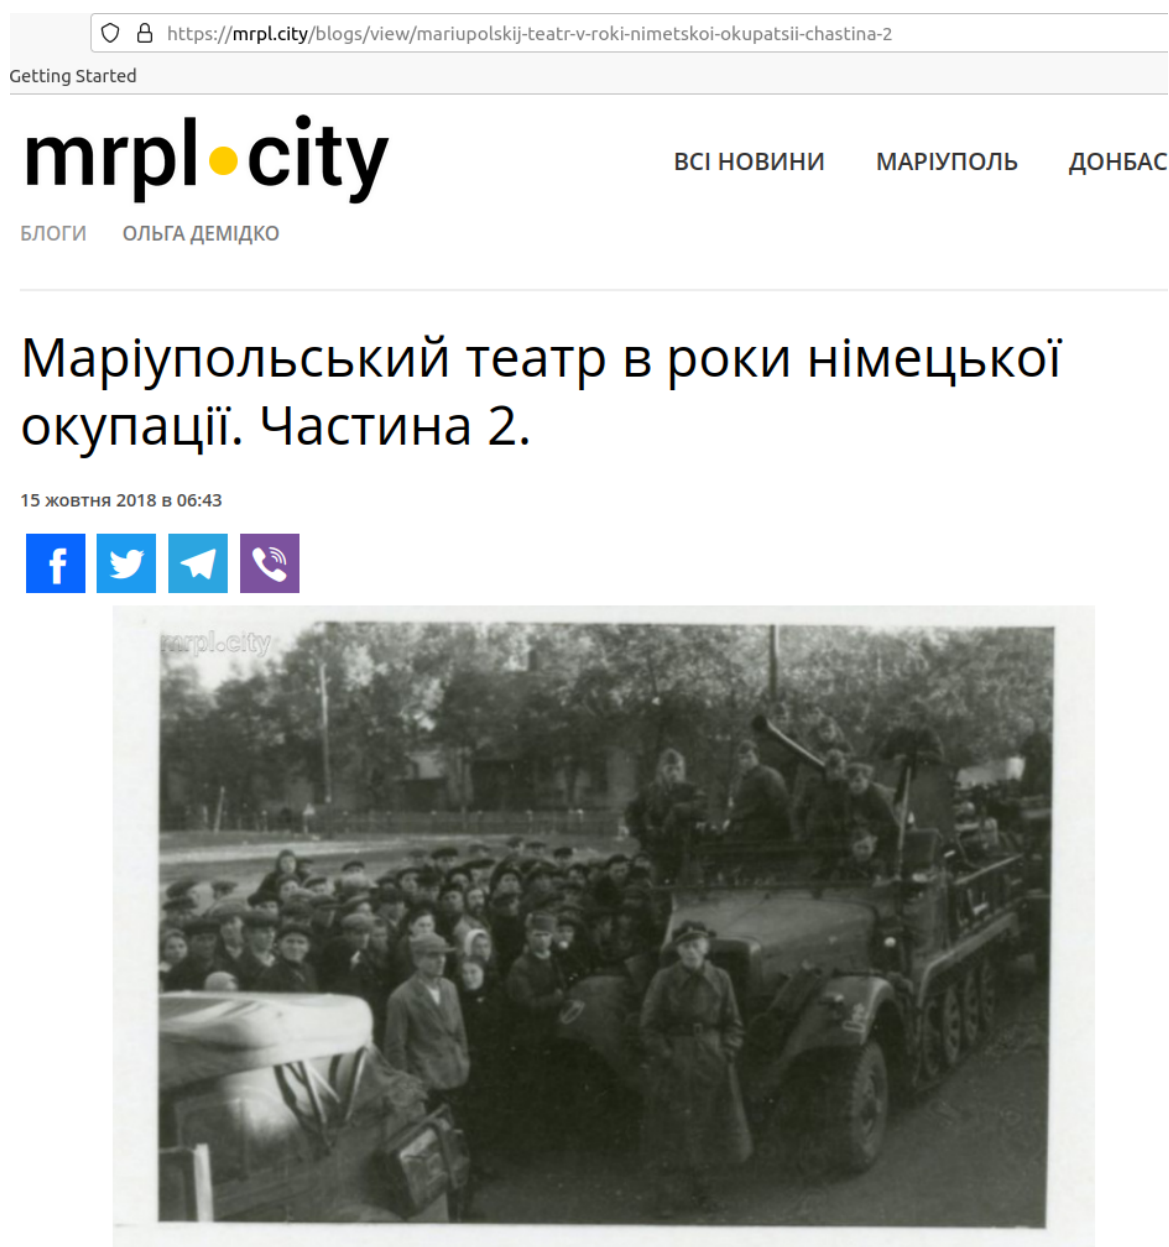 https://mrpl.city/blogs/view/mariupolskij-teatr-v-roki-nimetskoi-okupatsii-chastina-2
Getting Started
mrpl•city
ВСІ НОВИНИ МАРІУПОЛЬ ДОНБАС
БЛОГИ ОЛЬГА ДЕМІДКО
Маріупольський театр в роки німецької
окупації. Частина 2.
15 жовтня 2018 в 06:43
mrpl.city